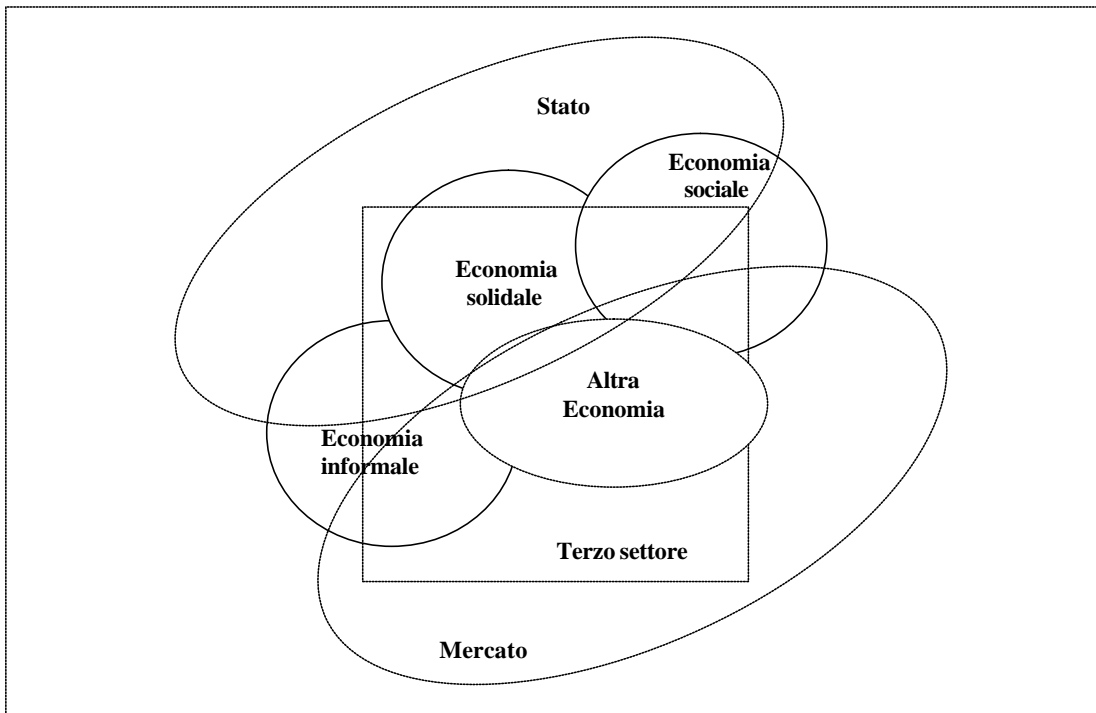 Stato
Economia
sociale
Economia
solidale
Altra
Economia
Economia
informale
Terzo settore
Mercato